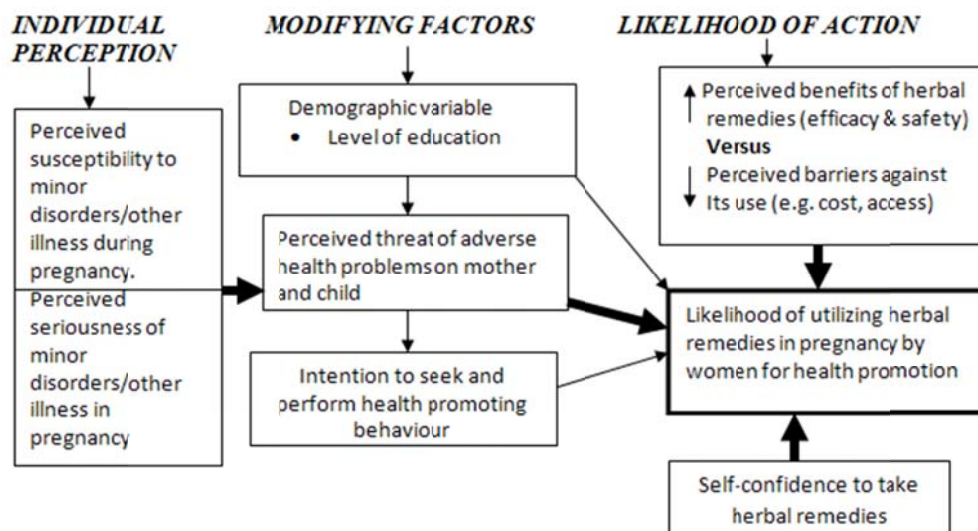 INDIVIDUAL
PERCEPTION
Perceived
susceptibility to
minor
disorders/other
illness during
pregnancy.
Perceived
seriousness of
minor
disorders/other
illness in
pregnancy
MODIFYING FACTORS
Demographic variable
• Level of education
Perceived threat of adverse
health problemson mother
and child
Intention to seek and
perform health promoting
behaviour
LIKELIHOOD OF ACTION
Perceived benefits of herbal
remedies (efficacy & safety)
Versus
Perceived barriers against
Its use (e.g. cost, access)
Likelihood of utilizing herbal
remedies in pregnancy by
women for health promotion
Self-confidence to take
herbal remedies